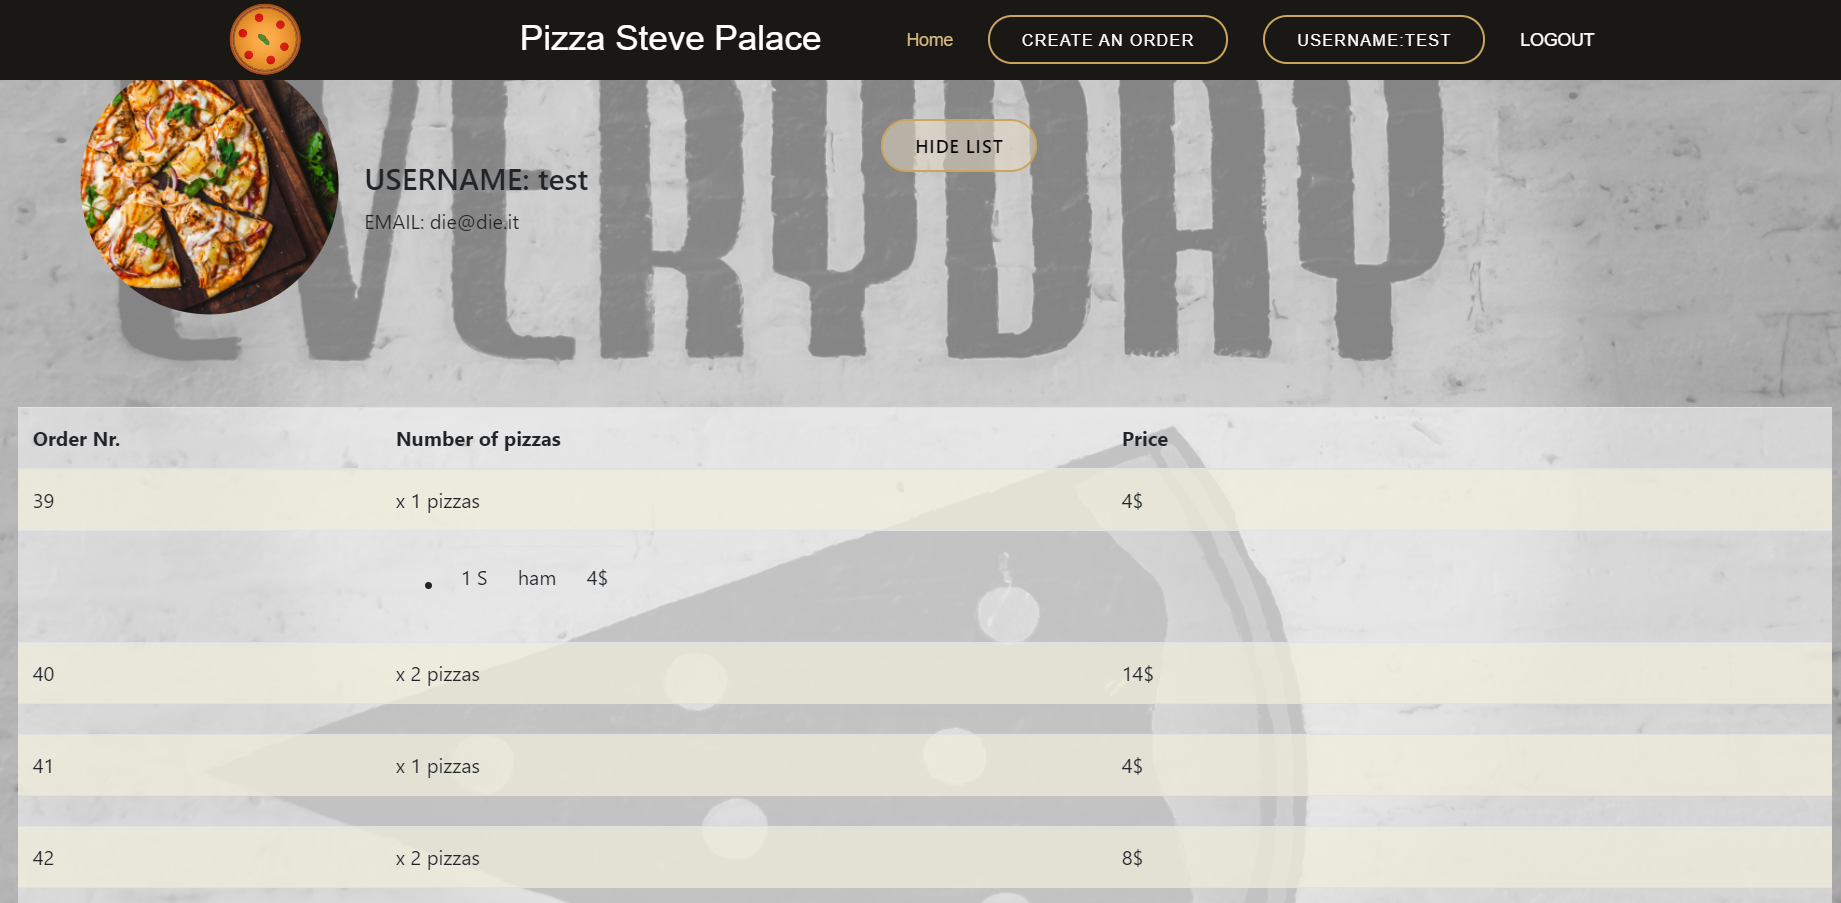 Pizza Steve Palace Home CREATE AN ORDER USERNAME:TEST LOGOUT
EVERYDAY
HIDE LIST
USERNAME: test
EMAIL: die@die.it
Order Nr. Number of pizzas Price
39 x 1 pizzas 4$
• 1 S ham 4$
40 x 2 pizzas 14$
41 x 1 pizzas 4$
42 x 2 pizzas 8$